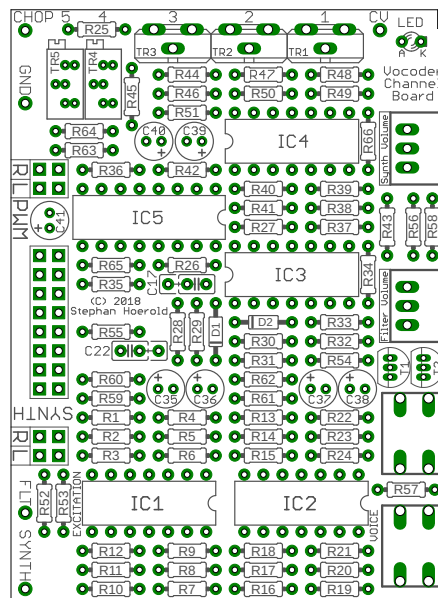 CHOP 5 4 3 2 1 CV LED
R25
A K
TR5 TR4 TR3 TR2 TR1
Vocoder
Channel
Board
GND
R45
R44 R47 R48
R46 R50 R49
R51
R64
R63
C40 C39
IC4
R66
Synth Volume
R36 R42
RL
PWM
C41
IC5
R40 R39
R41 R38
R27 R37
R43 R56 R58
R65 R26
R35
C17
IC3
R34
Filter Volume
(C) 2018
Stephan Hoerold
R55
C22
R28 R29 D1
D2 R33
R30 R32
R31 R54
T1 T2
R60 C35 C36 R62 C37 C38
R59 R61
R1 R4 R13 R22
R2 R5 R14 R23
R3 R6 R15 R24
SYNTH
RL
FLT
R52 R53
EXCITATION
IC1 IC2
R57
VOICE
SYNTH
R12 R9 R18 R21
R11 R8 R17 R20
R10 R7 R16 R19